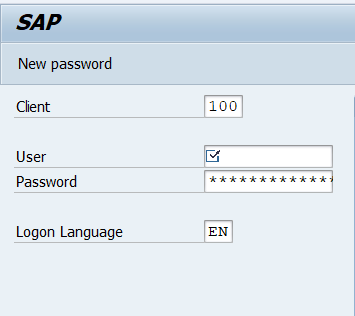 SAP
New password
Client 100
User
Password *************
Logon Language EN